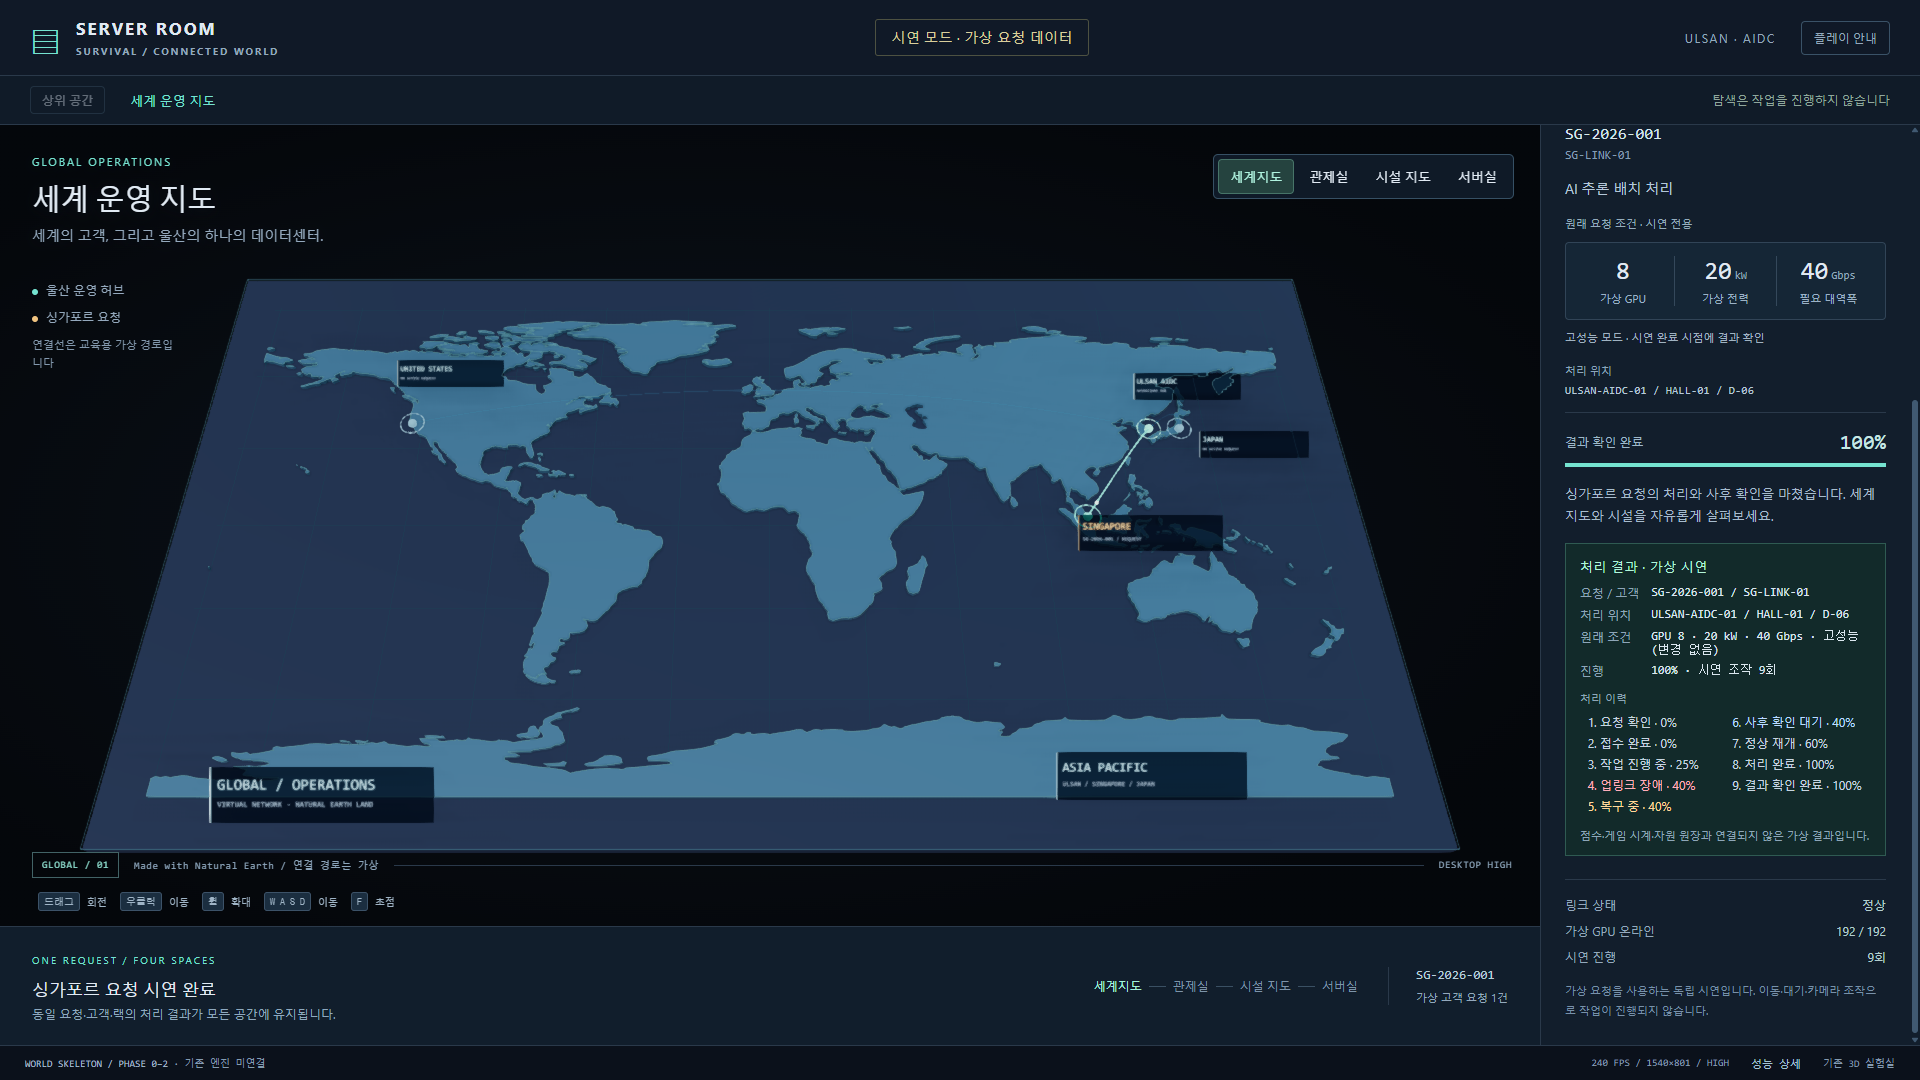 SERVER ROOM
SURVIVAL / CONNECTED WORLD
시연 모드 · 가상 요청 데이터
ULSAN · AIDC
플레이 안내
상위 공간
세계 운영 지도
탐색은 작업을 진행하지 않습니다
GLOBAL OPERATIONS
세계 운영 지도
세계의 고객, 그리고 울산의 하나의 데이터센터.
세계지도
관제실
시설 지도
서버실
울산 운영 허브
싱가포르 요청
연결선은 교육용 가상 경로입
니다
UNITED STATES
ULSAN AIDC
JAPAN
SINGAPORE
GLOBAL / OPERATIONS
VIRTUAL NETWORK - NATURAL EARTH LAND
ASIA PACIFIC
ULSAN / SINGAPORE / JAPAN
GLOBAL / 01
Made with Natural Earth / 연결 경로는 가상
DESKTOP HIGH
드래그 회전 우클릭 이동 휠 확대 W A S D 이동 F 초점
ONE REQUEST / FOUR SPACES
싱가포르 요청 시연 완료
동일 요청·고객·랙의 처리 결과가 모든 공간에 유지됩니다.
세계지도 — 관제실 — 시설 지도 — 서버실
SG-2026-001
가상 고객 요청 1건
SG-2026-001
SG-LINK-01
AI 추론 배치 처리
원래 요청 조건 · 시연 전용
8
가상 GPU
20 kW
가상 전력
40 Gbps
필요 대역폭
고성능 모드 · 시연 완료 시점에 결과 확인
처리 위치
ULSAN-AIDC-01 / HALL-01 / D-06
결과 확인 완료 100%
싱가포르 요청의 처리와 사후 확인을 마쳤습니다. 세계
지도와 시설을 자유롭게 살펴보세요.
처리 결과 · 가상 시연
요청 / 고객 SG-2026-001 / SG-LINK-01
처리 위치 ULSAN-AIDC-01 / HALL-01 / D-06
원래 조건 GPU 8 · 20 kW · 40 Gbps · 고성능
(변경 없음)
진행 100% · 시연 조작 9회
처리 이력
1. 요청 확인 · 0%
2. 접수 완료 · 0%
3. 작업 진행 중 · 25%
4. 업링크 장애 · 40%
5. 복구 중 · 40%
6. 사후 확인 대기 · 40%
7. 정상 재개 · 60%
8. 처리 완료 · 100%
9. 결과 확인 완료 · 100%
점수·게임 시계·자원 원장과 연결되지 않은 가상 결과입니다.
링크 상태 정상
가상 GPU 온라인 192 / 192
시연 진행 9회
가상 요청을 사용하는 독립 시연입니다. 이동·대기·카메라 조작으
로 작업이 진행되지 않습니다.
WORLD SKELETON / PHASE 0-2 · 기존 엔진 미연결
240 FPS / 1540×801 / HIGH
성능 상세
기존 3D 실험실